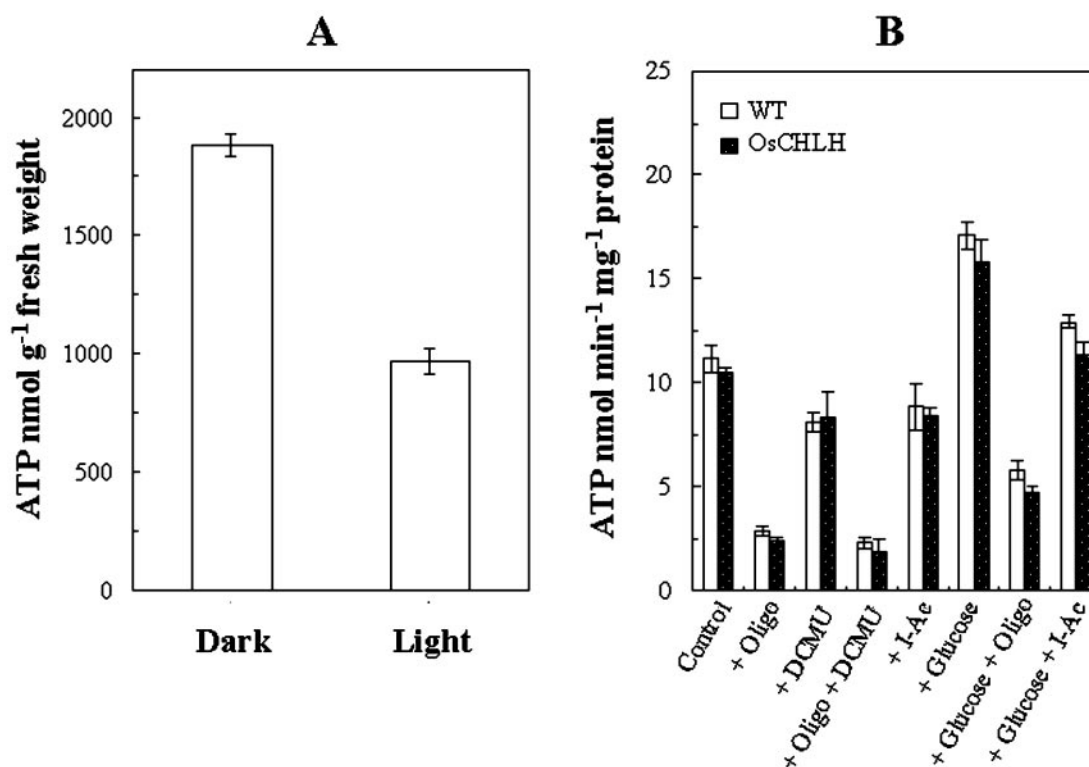 A
ATP nmol g⁻¹ fresh weight
2000
1500
1000
500
0
Dark
Light
B
ATP nmol min⁻¹ mg⁻¹ protein
25
20
15
10
5
0
WT
OsCHLH
Control
+ Oligo
+ DCMU
+ Oligo + DCMU
+ I-Ac
+ Glucose
+ Glucose + Oligo
+ Glucose + I-Ac